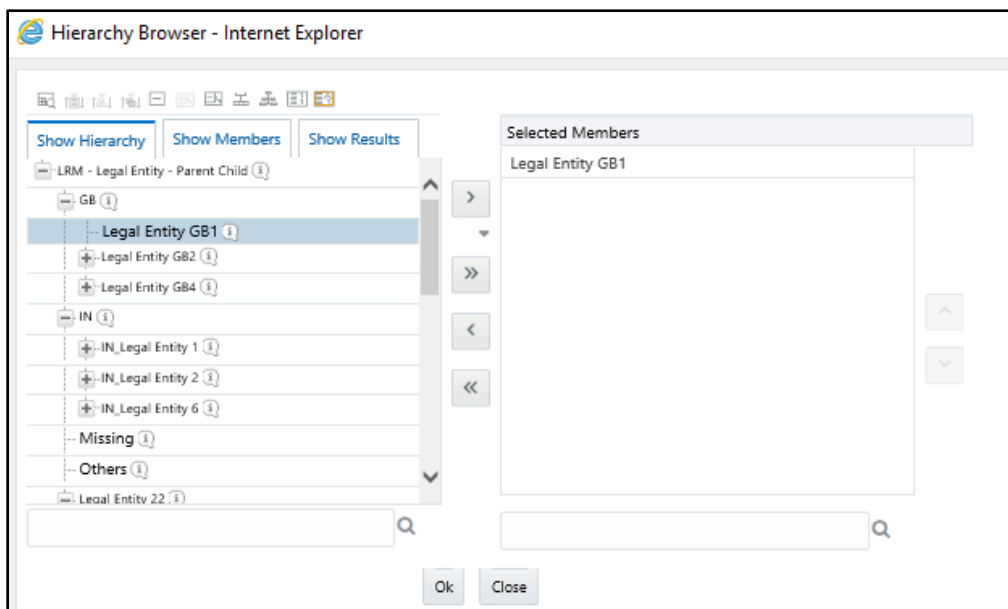 Hierarchy Browser - Internet Explorer
Show Hierarchy
Show Members
Show Results
LRM - Legal Entity - Parent Child
GB
Legal Entity GB1
Legal Entity GB2
Legal Entity GB4
IN
IN_Legal Entity 1
IN_Legal Entity 2
IN_Legal Entity 6
Missing
Others
Legal Entity 22
Selected Members
Legal Entity GB1
Ok
Close